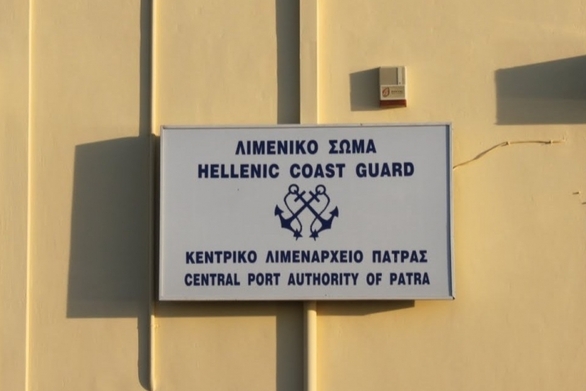 ΛΙΜΕΝΙΚΟ ΣΩΜΑ
HELLENIC COAST GUARD
ΚΕΝΤΡΙΚΟ ΛΙΜΕΝΑΡΧΕΙΟ ΠΑΤΡΑΣ
CENTRAL PORT AUTHORITY OF PATRA